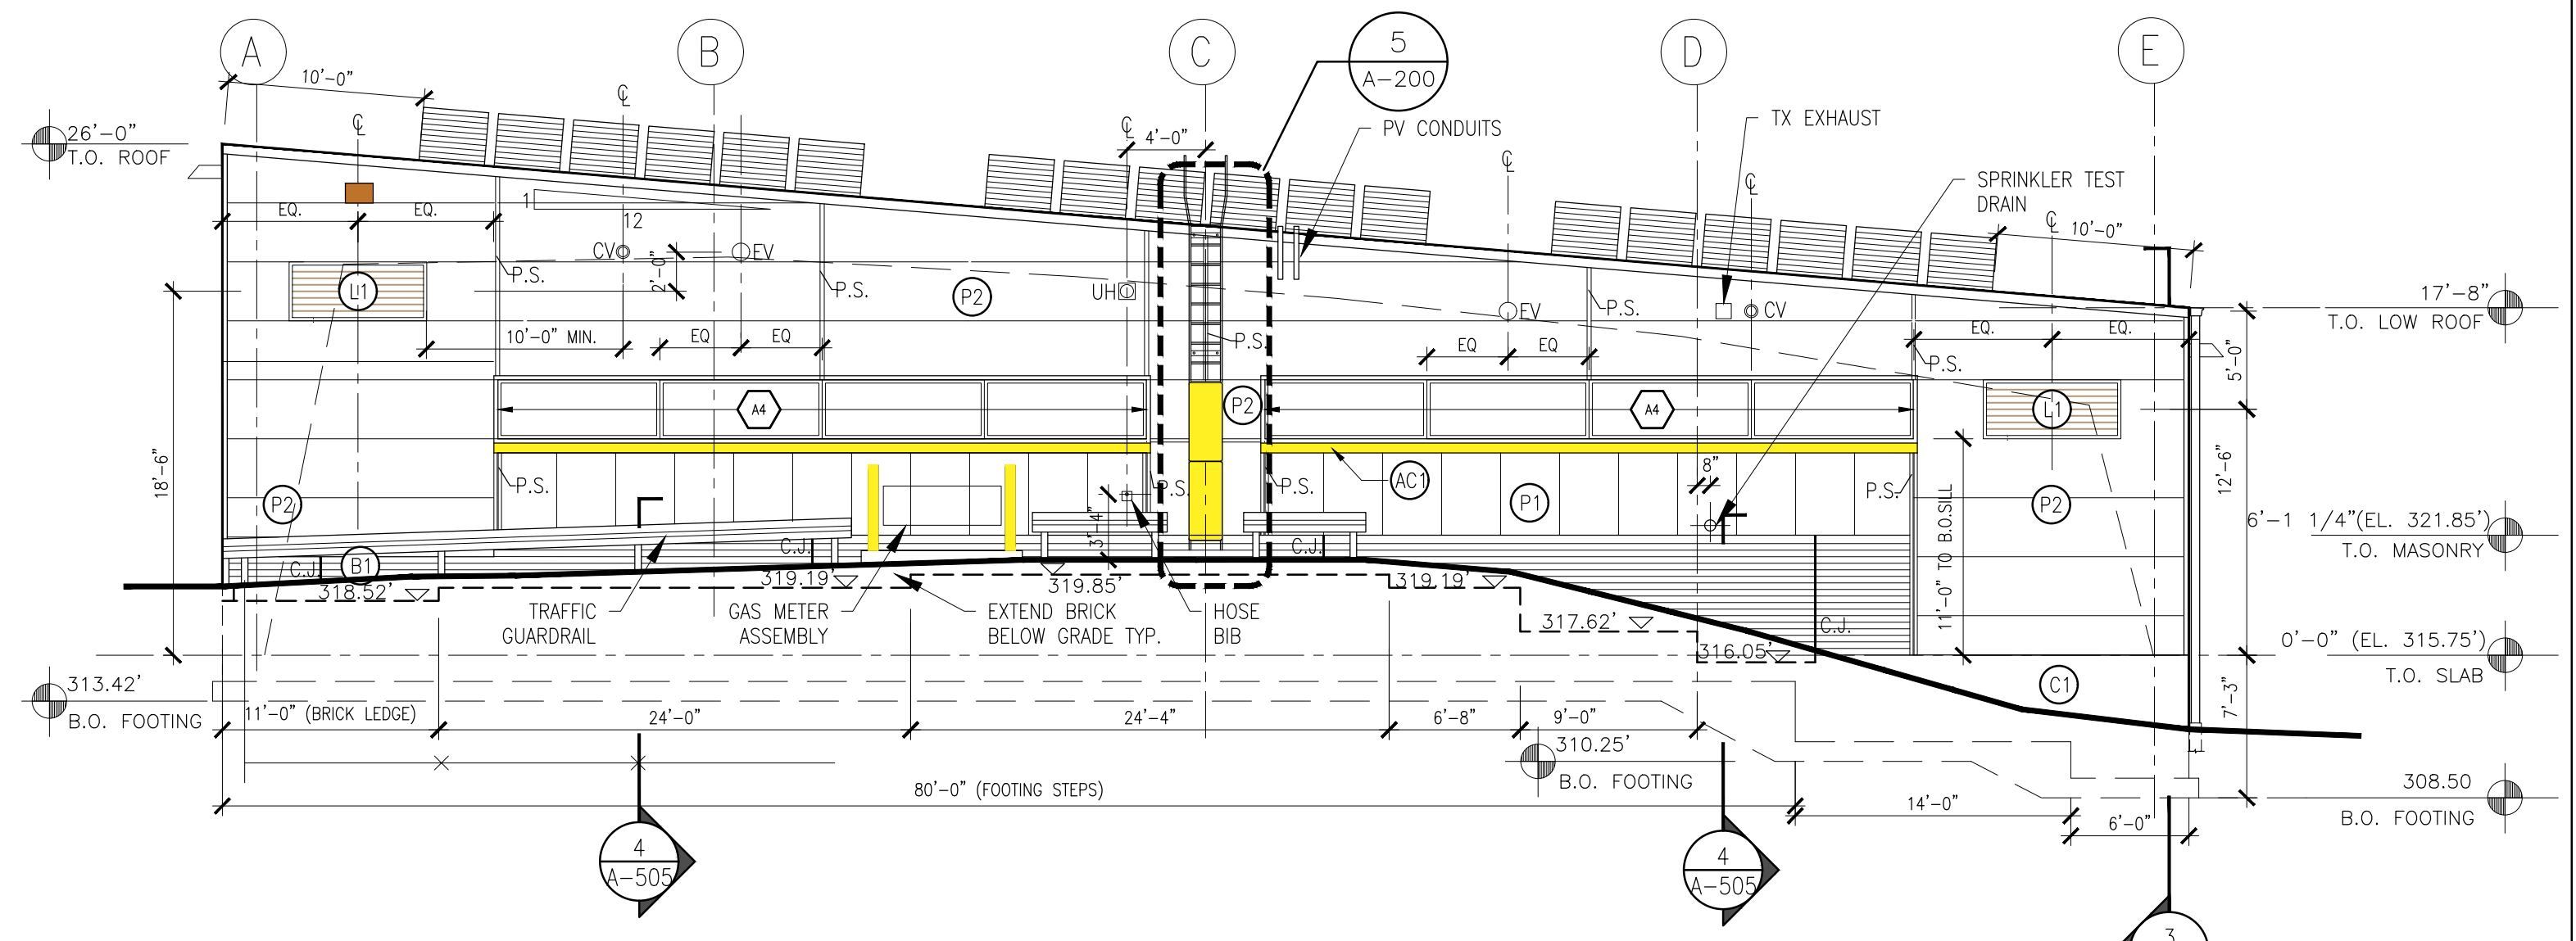 A
B
C
D
E
5
A-200
10'-0"
℄
℄
℄
4'-0"
PV CONDUITS
TX EXHAUST
SPRINKLER TEST
DRAIN
26'-0"
T.O. ROOF
℄
℄
℄
10'-0"
EQ.
EQ.
1
12
CV
EV
2'-0"
P.S.
P.S.
L1
P2
UH
P.S.
EV
CV
P.S.
17'-8"
T.O. LOW ROOF
10'-0" MIN.
EQ
EQ
EQ
EQ
EQ.
EQ.
P.S.
5'-0"
A4
P2
A4
L1
18'-6"
P2
P.S.
P.S.
P.S.
AC1
P1
8"
P.S.
11'-0" TO B.O.SILL
P2
12'-6"
3'-4"
6'-1 1/4"(EL. 321.85')
T.O. MASONRY
C.J.
B1
C.J.
C.J.
318.52'
319.19'
319.85'
319.19'
317.62'
316.05'
C.J.
TRAFFIC
GUARDRAIL
GAS METER
ASSEMBLY
EXTEND BRICK
BELOW GRADE TYP.
HOSE
BIB
0'-0" (EL. 315.75')
T.O. SLAB
C1
313.42'
B.O. FOOTING
11'-0" (BRICK LEDGE)
24'-0"
24'-4"
6'-8"
9'-0"
7'-3"
310.25'
B.O. FOOTING
80'-0" (FOOTING STEPS)
14'-0"
6'-0"
308.50
B.O. FOOTING
4
A-505
4
A-505
3